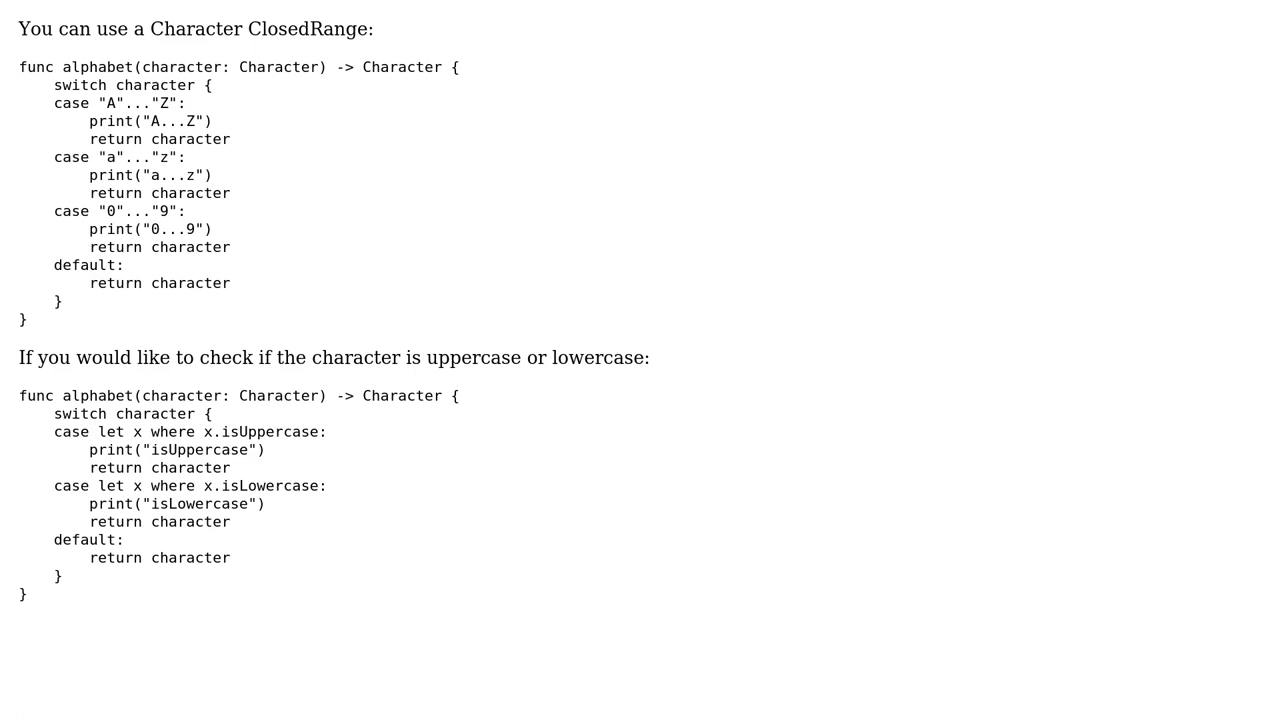 You can use a Character ClosedRange:
func alphabet(character: Character) -> Character {
    switch character {
    case "A"..."Z":
        print("A...Z")
        return character
    case "a"..."z":
        print("a...z")
        return character
    case "0"..."9":
        print("0...9")
        return character
    default:
        return character
    }
}
If you would like to check if the character is uppercase or lowercase:
func alphabet(character: Character) -> Character {
    switch character {
    case let x where x.isUppercase:
        print("isUppercase")
        return character
    case let x where x.isLowercase:
        print("isLowercase")
        return character
    default:
        return character
    }
}